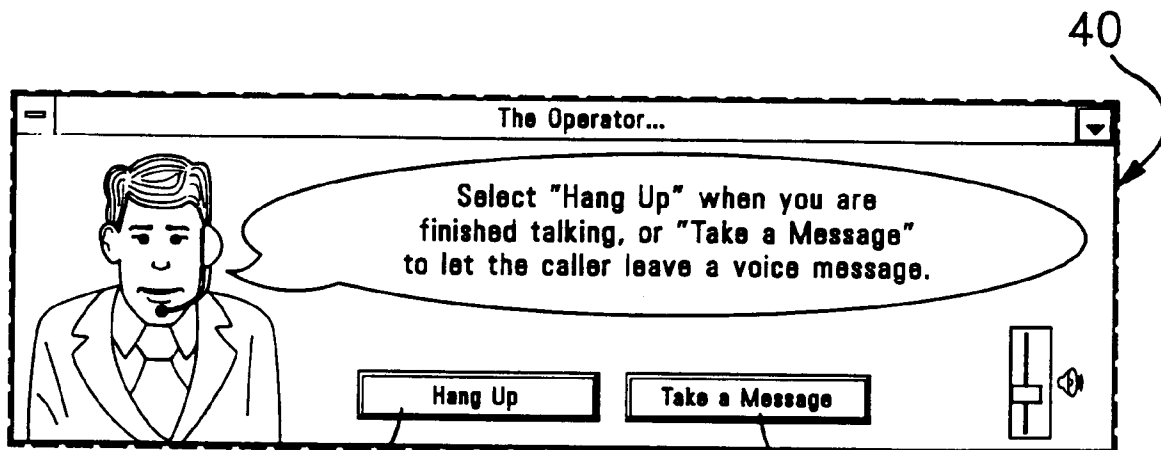 40
The Operator...
Select "Hang Up" when you are
finished talking, or "Take a Message"
to let the caller leave a voice message.
Hang Up
Take a Message